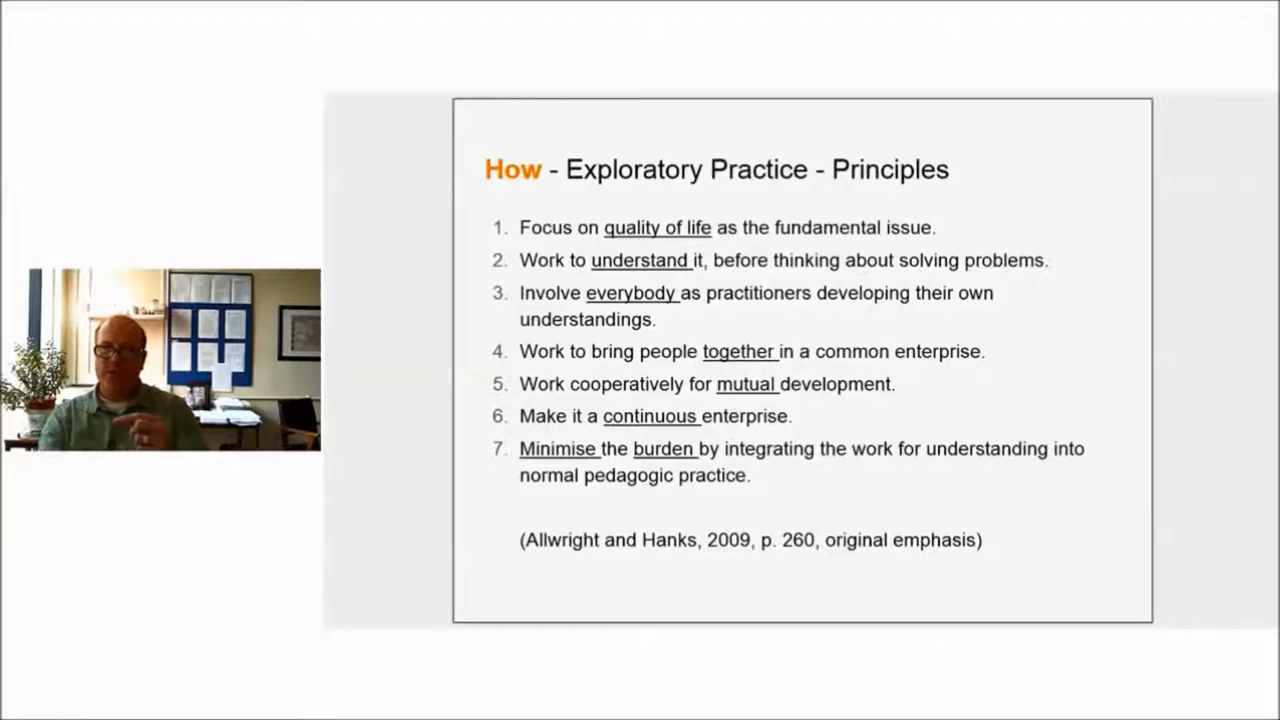 How - Exploratory Practice - Principles
1. Focus on quality of life as the fundamental issue.
2. Work to understand it, before thinking about solving problems.
3. Involve everybody as practitioners developing their own
understandings.
4. Work to bring people together in a common enterprise.
5. Work cooperatively for mutual development.
6. Make it a continuous enterprise.
7. Minimise the burden by integrating the work for understanding into
normal pedagogic practice.
(Allwright and Hanks, 2009, p. 260, original emphasis)